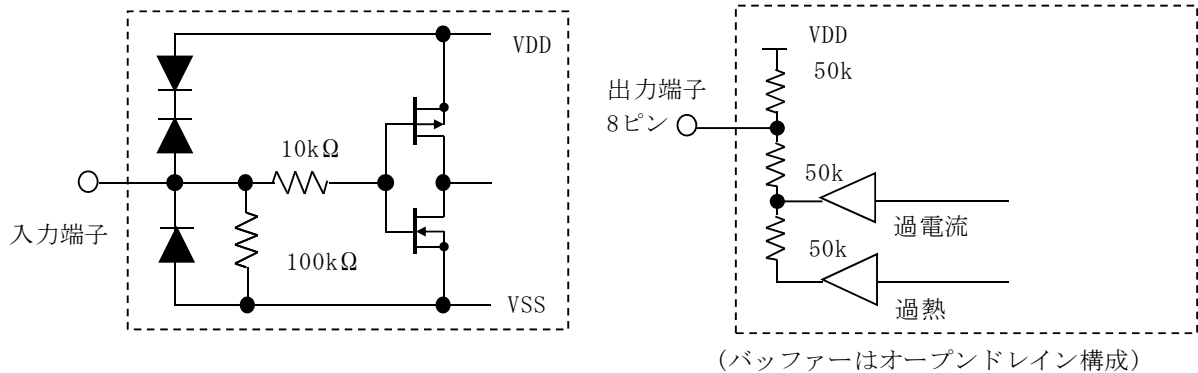 VDD
10kΩ
入力端子
100kΩ
VSS
VDD
50k
出力端子
8ピン
50k
過電流
50k
過熱
(バッファーはオープンドレイン構成)